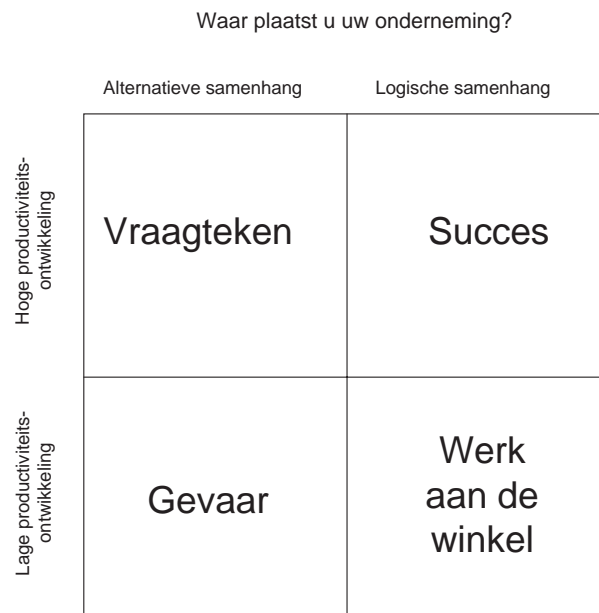 Waar plaatst u uw onderneming?
Alternatieve samenhang
Logische samenhang
Hoge productiviteits-
ontwikkeling
Vraagteken
Succes
Lage productiviteits-
ontwikkeling
Gevaar
Werk
aan de
winkel